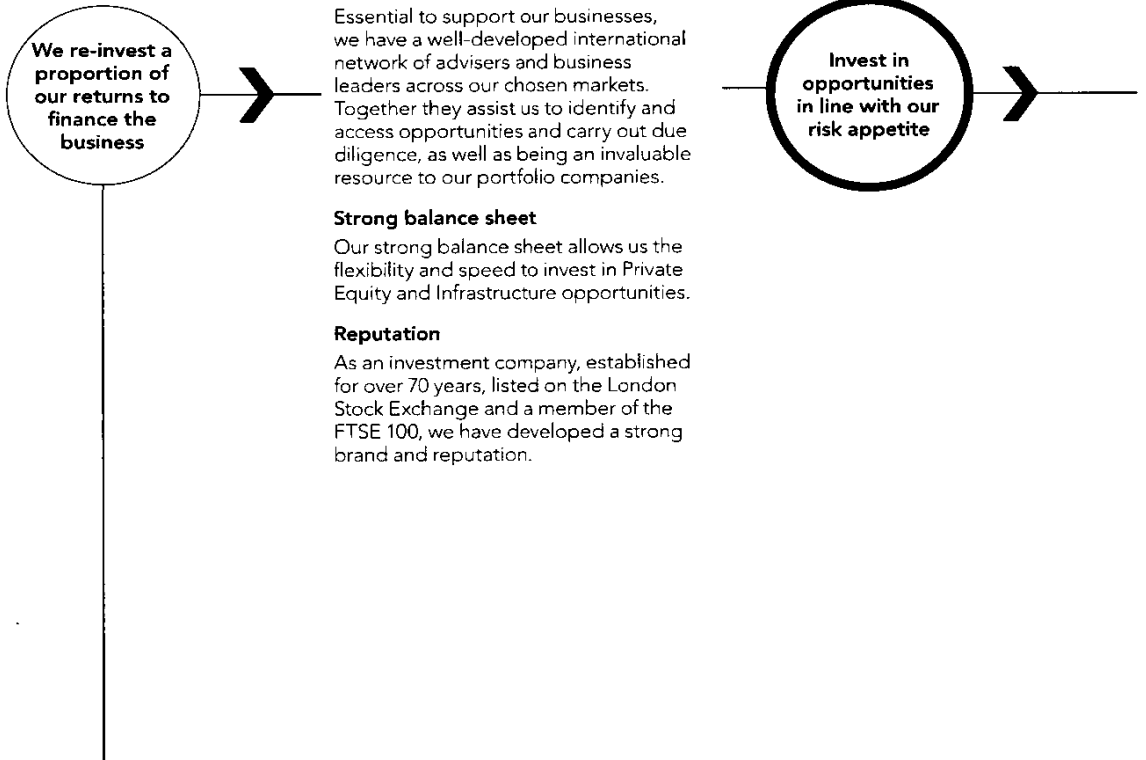 We re-invest a
proportion of
our returns to
finance the
business
Essential to support our businesses,
we have a well-developed international
network of advisers and business
leaders across our chosen markets.
Together they assist us to identify and
access opportunities and carry out due
diligence, as well as being an invaluable
resource to our portfolio companies.
Strong balance sheet
Our strong balance sheet allows us the
flexibility and speed to invest in Private
Equity and Infrastructure opportunities.
Reputation
As an investment company, established
for over 70 years, listed on the London
Stock Exchange and a member of the
FTSE 100, we have developed a strong
brand and reputation.
Invest in
opportunities
in line with our
risk appetite